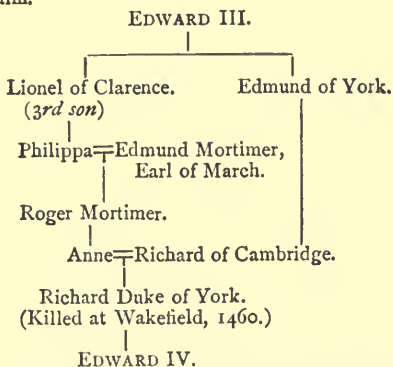 EDWARD III.
Lionel of Clarence. Edmund of York.
(3rd son)
Philippa Edmund Mortimer,
Earl of March.
Roger Mortimer.
Anne Richard of Cambridge.
Richard Duke of York.
(Killed at Wakefield, 1460.)
EDWARD IV.